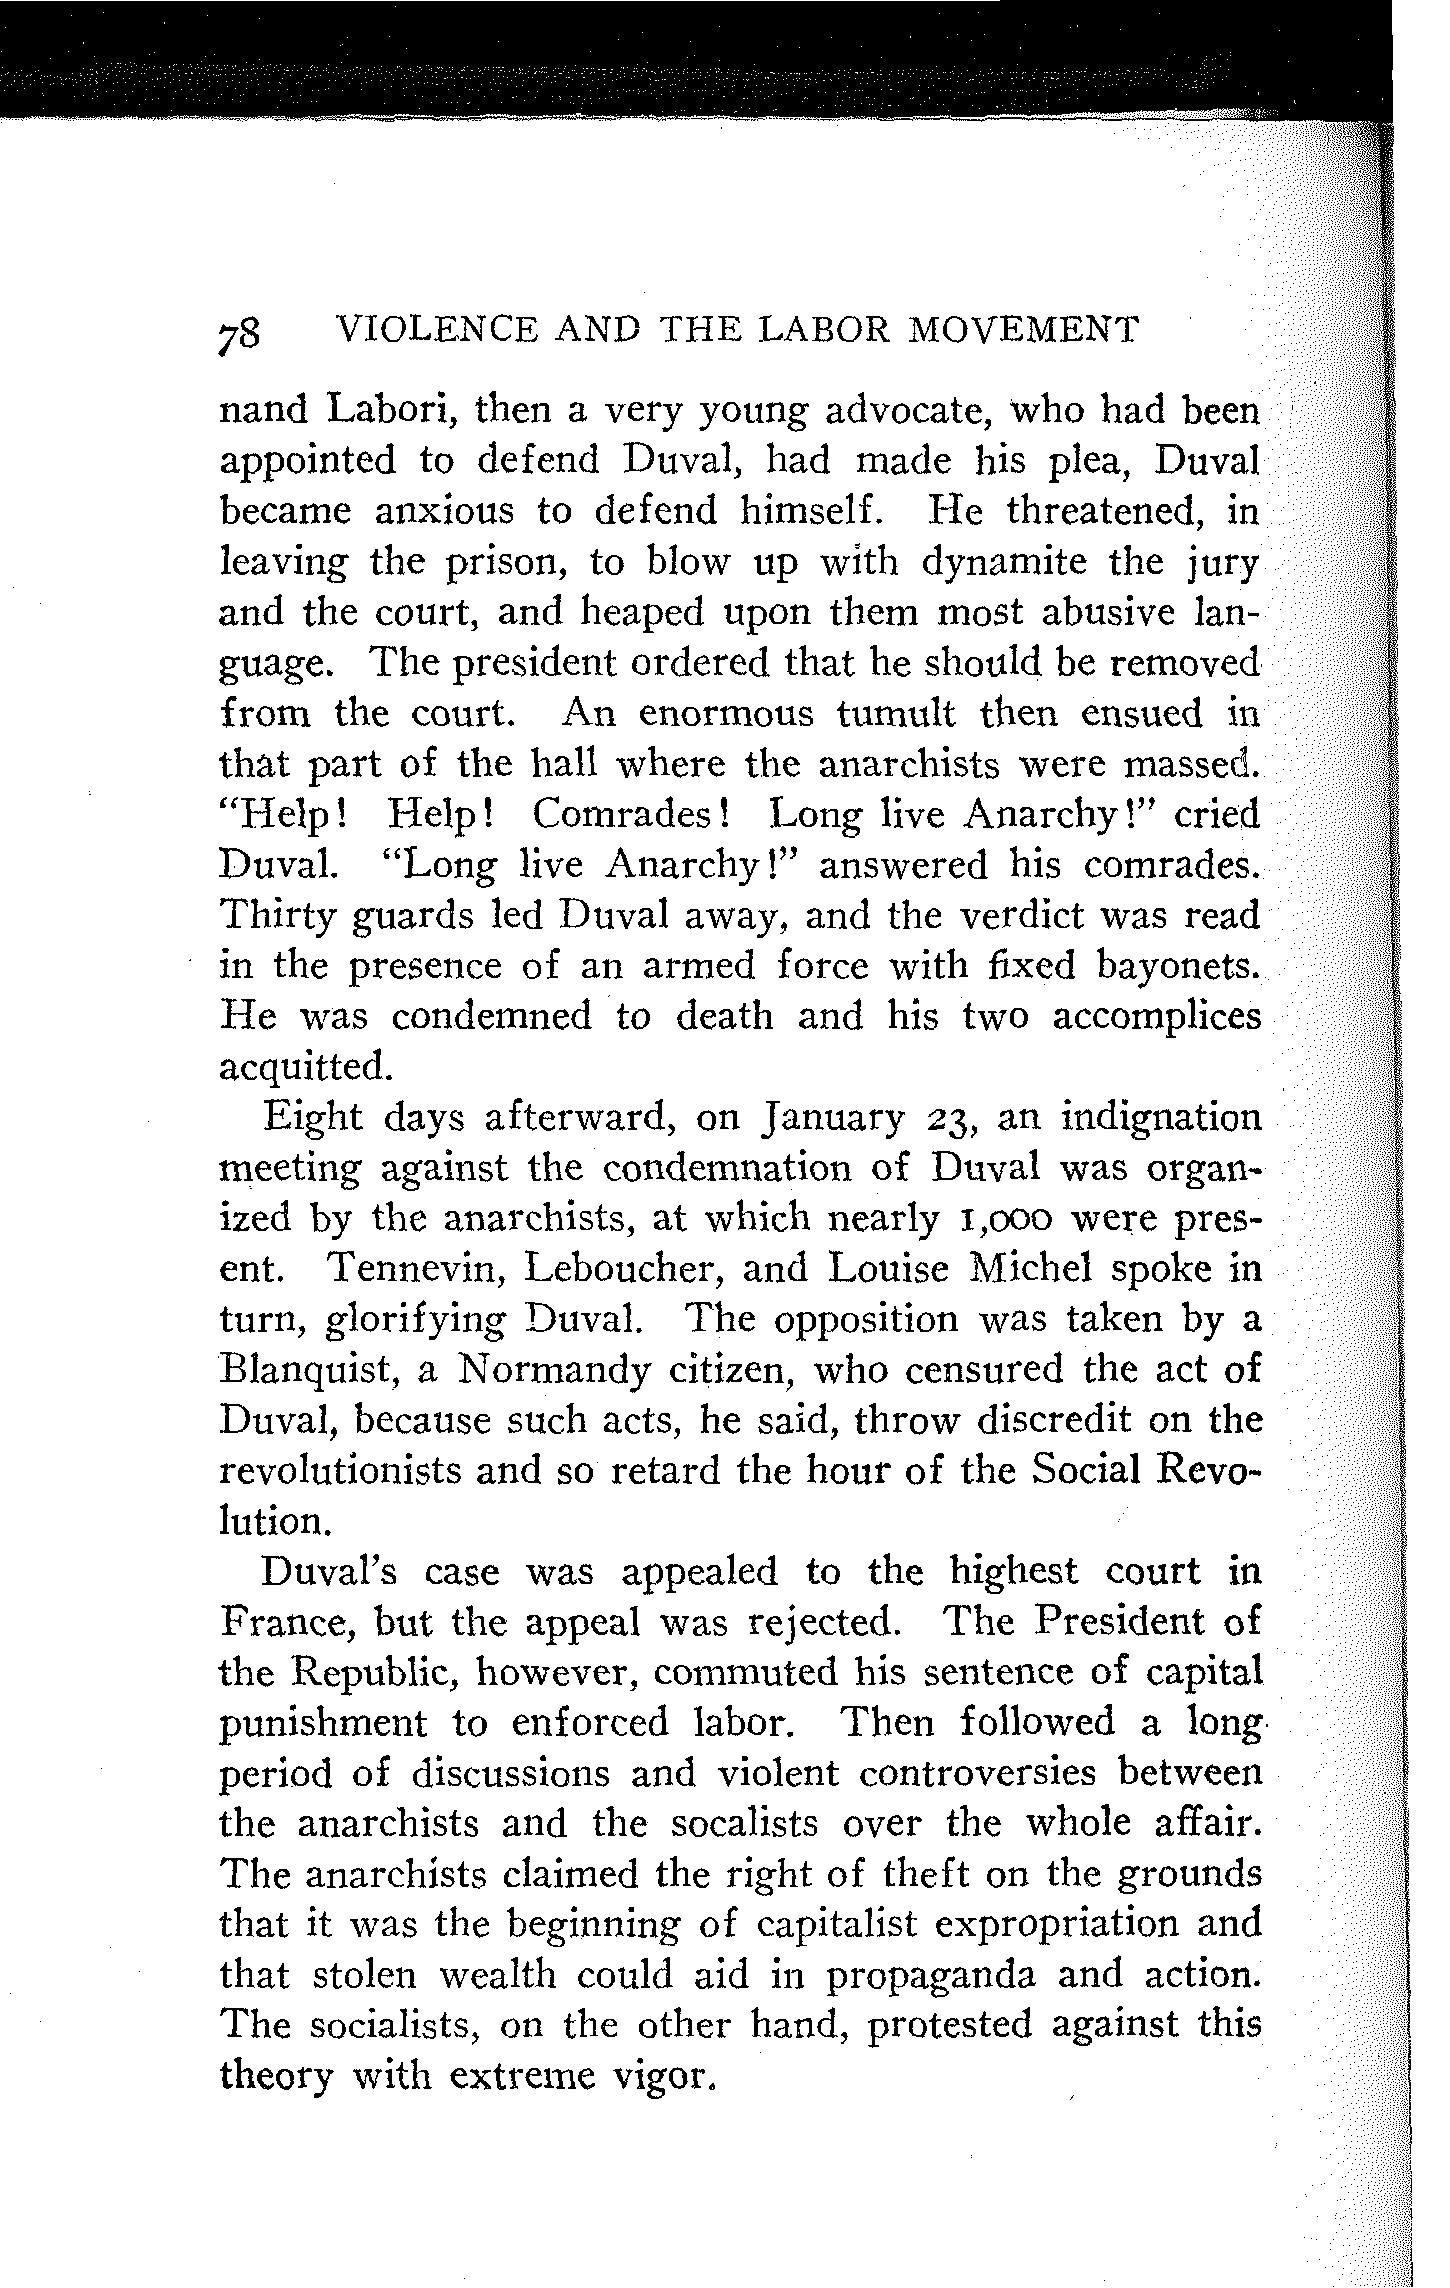 78 VIOLENCE AND THE LABOR MOVEMENT
nand Labori, then a very young advocate, who had been
appointed to defend Duval, had made his plea, Duval
became anxious to defend himself. He threatened, in
leaving the prison, to blow up with dynamite the jury
and the court, and heaped upon them most abusive lan-
guage. The president ordered that he should be removed
from the court. An enormous tumult then ensued in
that part of the hall where the anarchists were massed.
“Help! Help! Comrades! Long live Anarchy!” cried
Duval. “Long live Anarchy!” answered his comrades.
Thirty guards led Duval away, and the verdict was read
in the presence of an armed force with fixed bayonets.
He was condemned to death and his two accomplices
acquitted.
Eight days afterward, on January 23, an indignation
meeting against the condemnation of Duval was organ-
ized by the anarchists, at which nearly 1,000 were pres-
ent. Tennevin, Leboucher, and Louise Michel spoke in
turn, glorifying Duval. The opposition was taken by a
Blanquist, a Normandy citizen, who censured the act of
Duval, because such acts, he said, throw discredit on the
revolutionists and so retard the hour of the Social Revo-
lution.
Duval’s case was appealed to the highest court in
France, but the appeal was rejected. The President of
the Republic, however, commuted his sentence of capital
punishment to enforced labor. Then followed a long
period of discussions and violent controversies between
the anarchists and the socalists over the whole affair.
The anarchists claimed the right of theft on the grounds
that it was the beginning of capitalist expropriation and
that stolen wealth could aid in propaganda and action.
The socialists, on the other hand, protested against this
theory with extreme vigor.